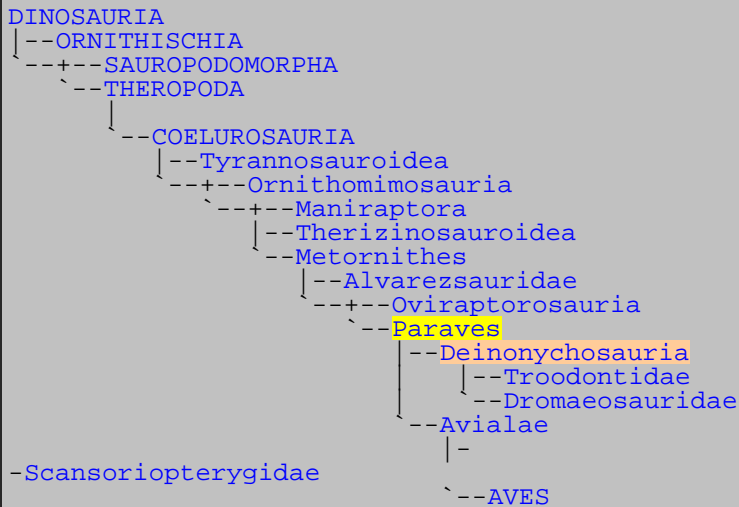 DINOSAURIA
|--ORNITHISCHIA
`--+--SAUROPODOMORPHA
   `--THEROPODA
      |
      `--COELUROSAURIA
         |--Tyrannosauroidea
         `--+--Ornithomimosauria
            `--+--Maniraptora
               |--Therizinosauroidea
               `--Metornithes
                  |--Alvarezsauridae
                  `--+--Oviraptorosauria
                     `--Paraves
                        |--Deinonychosauria
                        |   |--Troodontidae
                        |   `--Dromaeosauridae
                        `--Avialae
                           |-
-Scansoriopterygidae
                           `--AVES